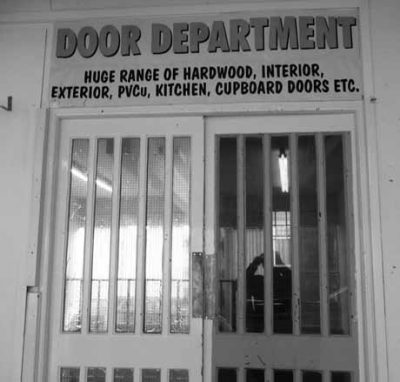 DOOR DEPARTMENT
HUGE RANGE OF HARDWOOD, INTERIOR,
EXTERIOR, PVCu, KITCHEN, CUPBOARD DOORS ETC.